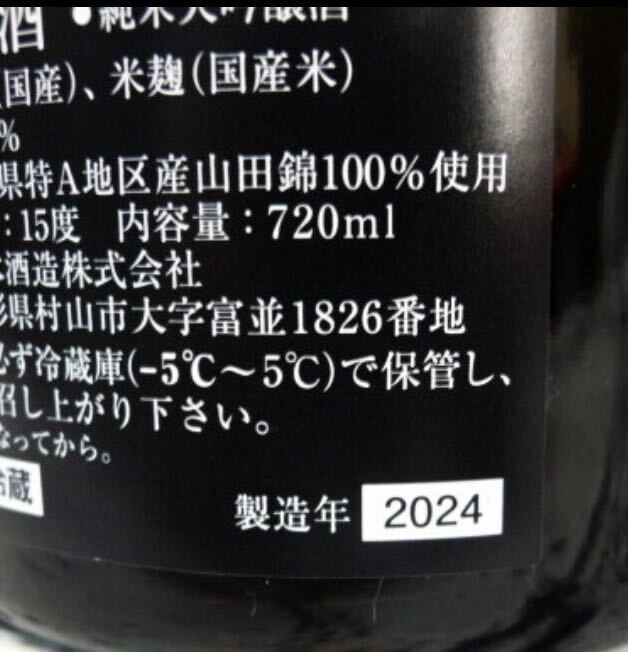 酒 ●純米大吟醸酒
(国産)、米麹(国産米)
%
県特A地区産山田錦100%使用
:15度 内容量:720ml
酒造株式会社
県村山市大字富並1826番地
必ず冷蔵庫(-5℃~5℃)で保管し、
召し上がり下さい。
なってから。
冷蔵
製造年 2024